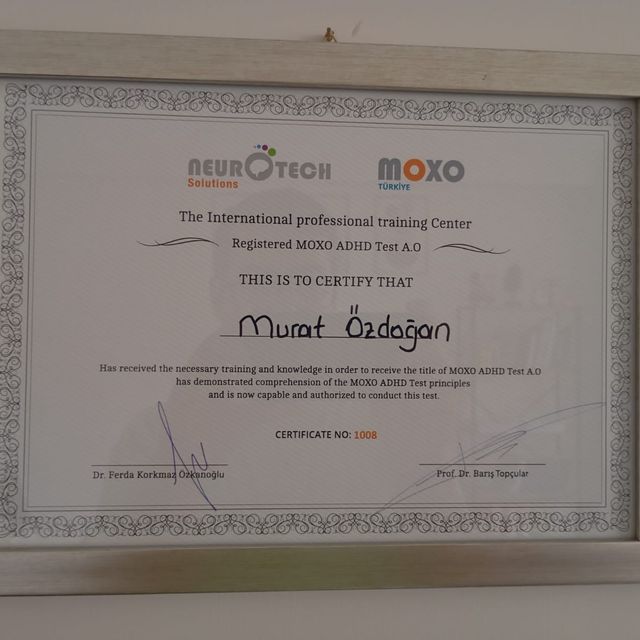 neurOtech
Solutions
MOXO
TÜRKİYE
The International professional training Center
Registered MOXO ADHD Test A.O
THIS IS TO CERTIFY THAT
Murat Özdoğan
Has received the necessary training and knowledge in order to receive the title of MOXO ADHD Test A.O
has demonstrated comprehension of the MOXO ADHD Test principles
and is now capable and authorized to conduct this test.
CERTIFICATE NO: 1008
Dr. Ferda Korkmaz Özkanoğlu
Prof. Dr. Barış Topçular